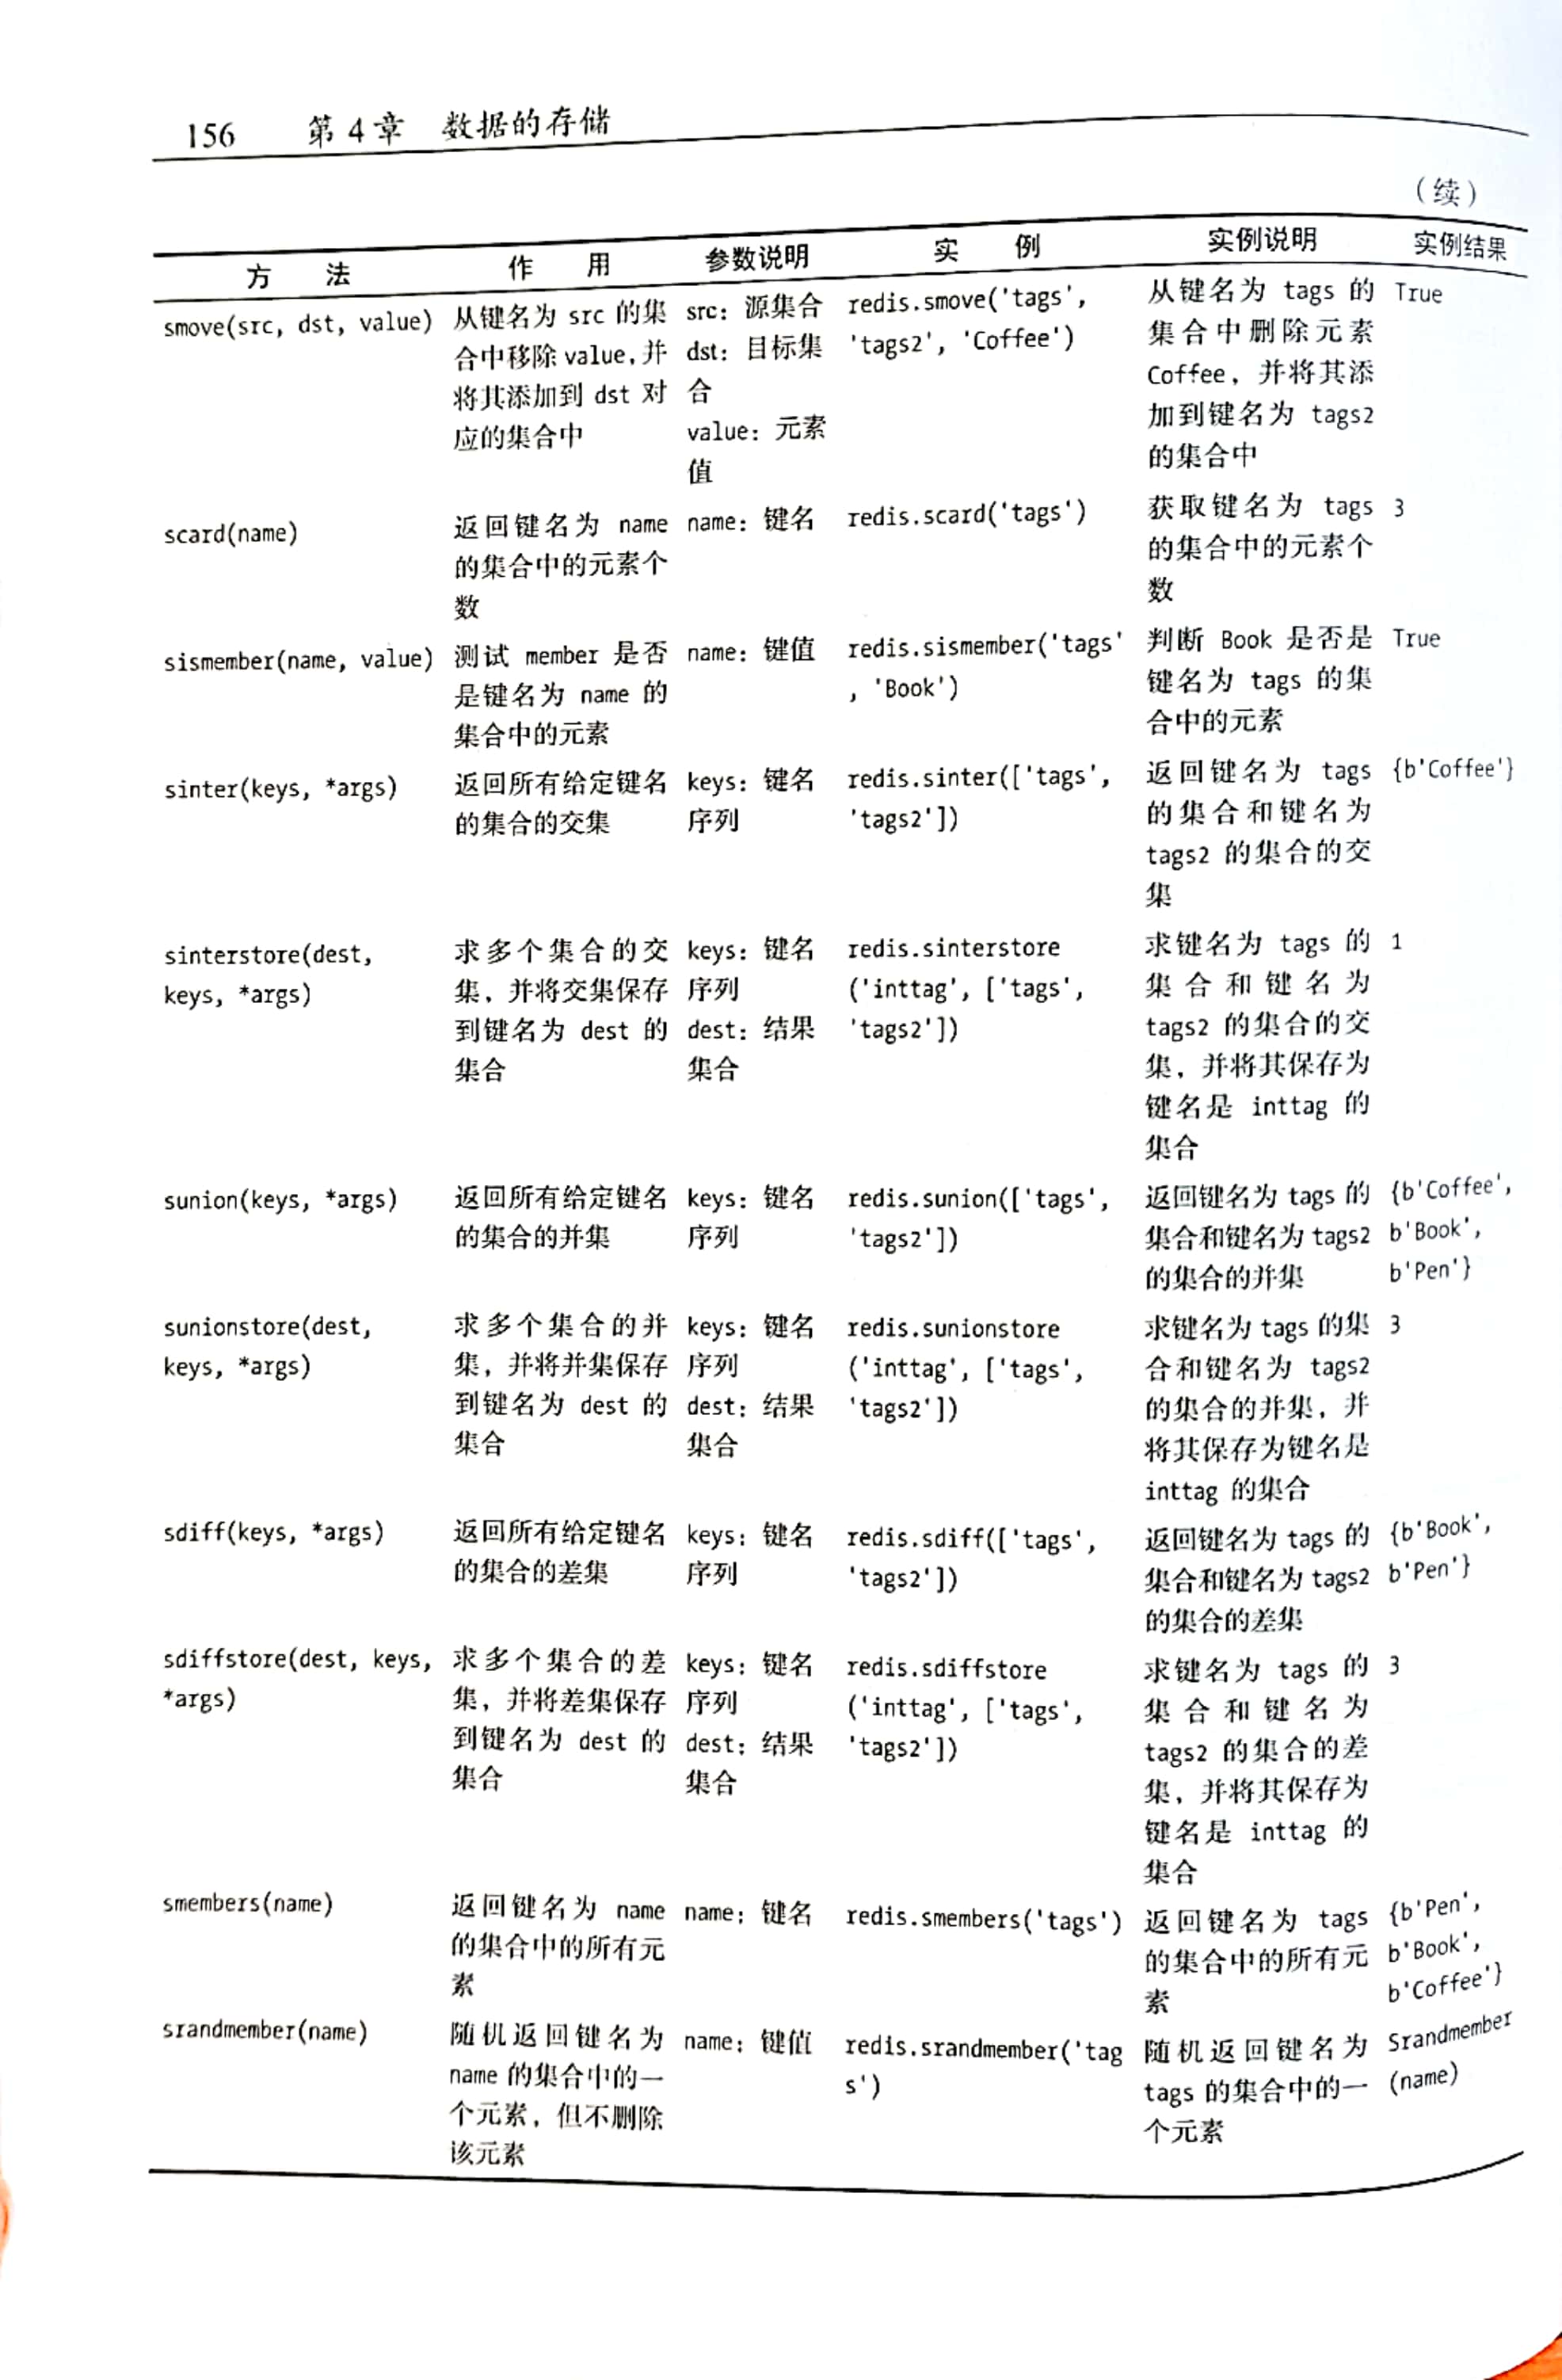 156 第4章 数据的存储
（续）
方 法 作 用 参数说明 实 例 实例说明 实例结果
smove(src, dst, value)
从键名为 src 的集
合中移除 value，并
将其添加到 dst 对
应的集合中
src: 源集合
dst: 目标集
合
value: 元素
值
redis.smove('tags',
'tags2', 'Coffee')
从键名为 tags 的
集合中删除元素
Coffee，并将其添
加到键名为 tags2
的集合中
True
scard(name)
返回键名为 name
的集合中的元素个
数
name: 键名
redis.scard('tags')
获取键名为 tags
的集合中的元素个
数
3
sismember(name, value)
测试 member 是否
是键名为 name 的
集合中的元素
name: 键值
redis.sismember('tags'
, 'Book')
判断 Book 是否是
键名为 tags 的集
合中的元素
True
sinter(keys, *args)
返回所有给定键名
的集合的交集
keys: 键名
序列
redis.sinter(['tags',
'tags2'])
返回键名为 tags
的集合和键名为
tags2 的集合的交
集
{b'Coffee'}
sinterstore(dest,
keys, *args)
求多个集合的交
集，并将交集保存
到键名为 dest 的
集合
keys: 键名
序列
dest: 结果
集合
redis.sinterstore
('inttag', ['tags',
'tags2'])
求键名为 tags 的
集合和键名为
tags2 的集合的交
集，并将其保存为
键名是 inttag 的
集合
1
sunion(keys, *args)
返回所有给定键名
的集合的并集
keys: 键名
序列
redis.sunion(['tags',
'tags2'])
返回键名为 tags 的
集合和键名为 tags2
的集合的并集
{b'Coffee',
b'Book',
b'Pen'}
sunionstore(dest,
keys, *args)
求多个集合的并
集，并将并集保存
到键名为 dest 的
集合
keys: 键名
序列
dest: 结果
集合
redis.sunionstore
('inttag', ['tags',
'tags2'])
求键名为 tags 的集
合和键名为 tags2
的集合的并集，并
将其保存为键名是
inttag 的集合
3
sdiff(keys, *args)
返回所有给定键名
的集合的差集
keys: 键名
序列
redis.sdiff(['tags',
'tags2'])
返回键名为 tags 的
集合和键名为 tags2
的集合的差集
{b'Book',
b'Pen'}
sdiffstore(dest, keys,
*args)
求多个集合的差
集，并将差集保存
到键名为 dest 的
集合
keys: 键名
序列
dest: 结果
集合
redis.sdiffstore
('inttag', ['tags',
'tags2'])
求键名为 tags 的
集合和键名为
tags2 的集合的差
集，并将其保存为
键名是 inttag 的
集合
3
smembers(name)
返回键名为 name
的集合中的所有元
素
name: 键名
redis.smembers('tags')
返回键名为 tags
的集合中的所有元
素
{b'Pen',
b'Book',
b'Coffee'}
srandmember(name)
随机返回键名为
name 的集合中的一
个元素，但不删除
该元素
name: 键值
redis.srandmember('tag
s')
随机返回键名为
tags 的集合中的一
个元素
Srandmember
(name)